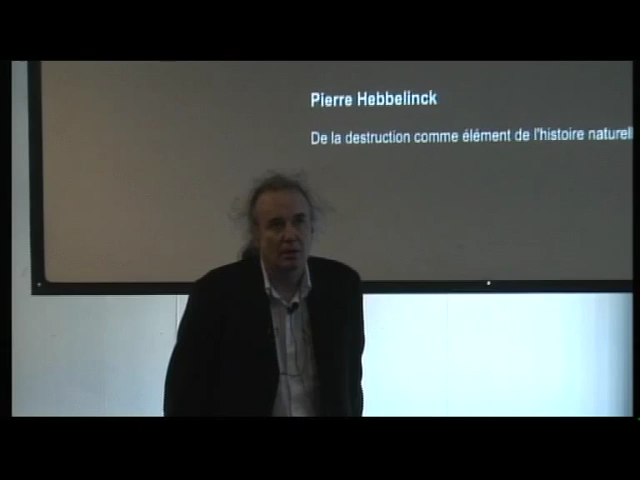 Pierre Hebbelinck
De la destruction comme élément de l'histoire naturell